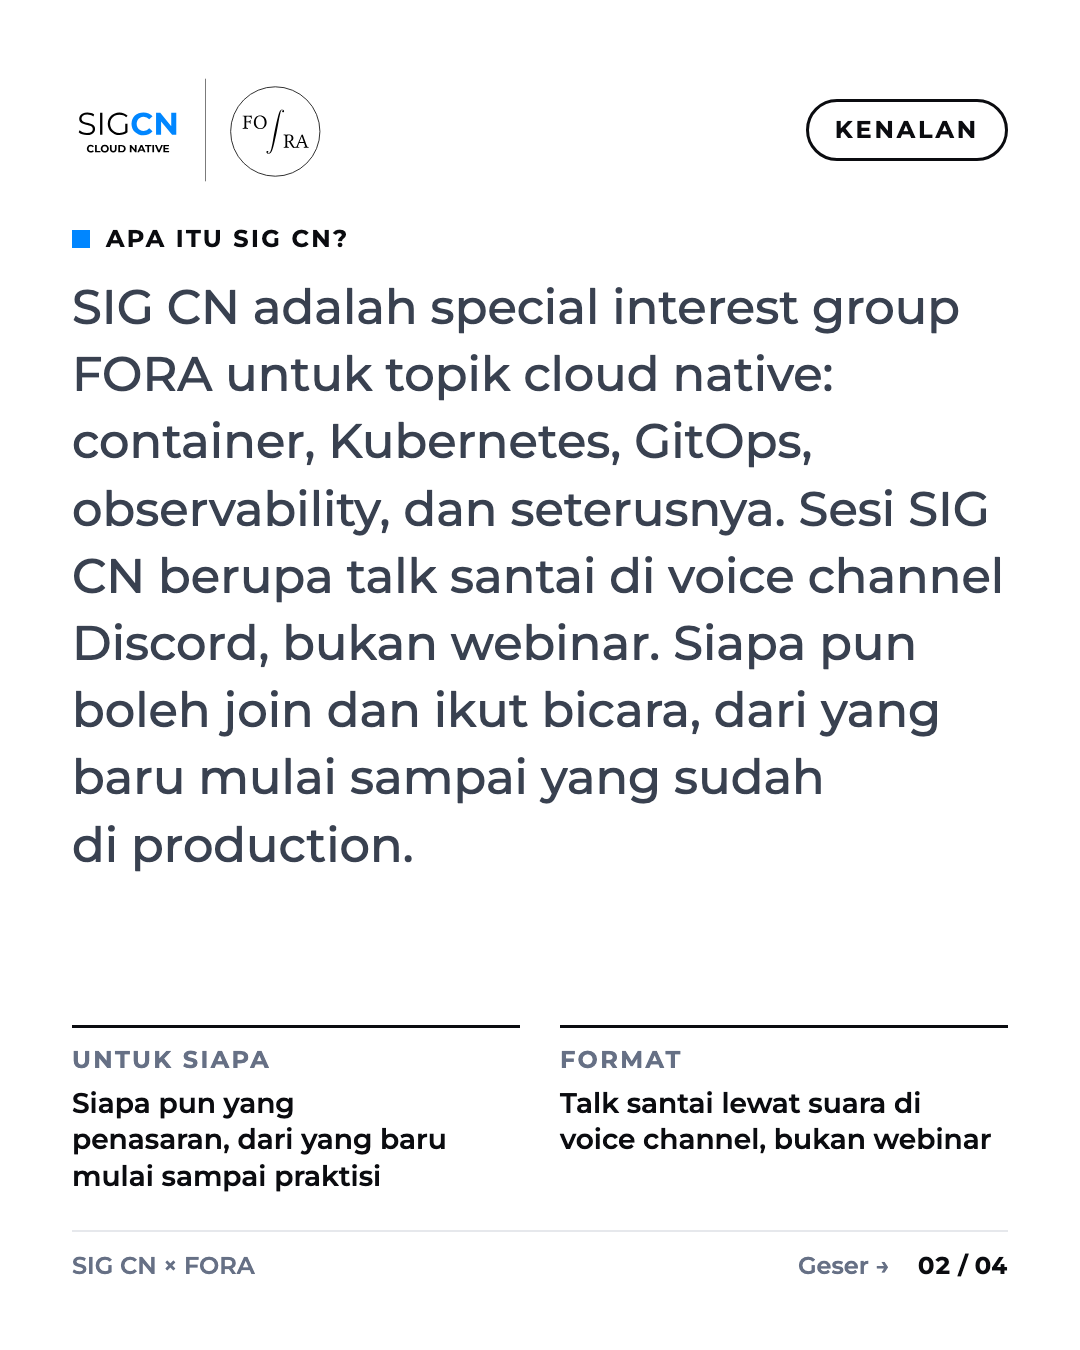 SIGCN
CLOUD NATIVE
FO
RA
KENALAN
APA ITU SIG CN?
SIG CN adalah special interest group
FORA untuk topik cloud native:
container, Kubernetes, GitOps,
observability, dan seterusnya. Sesi SIG
CN berupa talk santai di voice channel
Discord, bukan webinar. Siapa pun
boleh join dan ikut bicara, dari yang
baru mulai sampai yang sudah
di production.
UNTUK SIAPA
Siapa pun yang
penasaran, dari yang baru
mulai sampai praktisi
FORMAT
Talk santai lewat suara di
voice channel, bukan webinar
SIG CN × FORA
Geser → 02 / 04